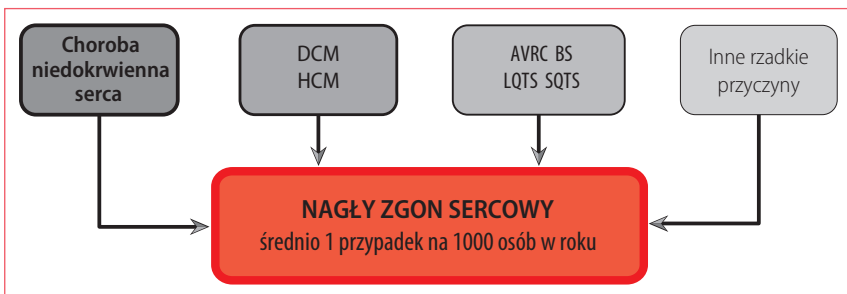 Choroba
niedokrwienna
serca
DCM
HCM
AVRC BS
LQTS SQTS
Inne rzadkie
przyczyny
NAGŁY ZGON SERCOWY
średnio 1 przypadek na 1000 osób w roku